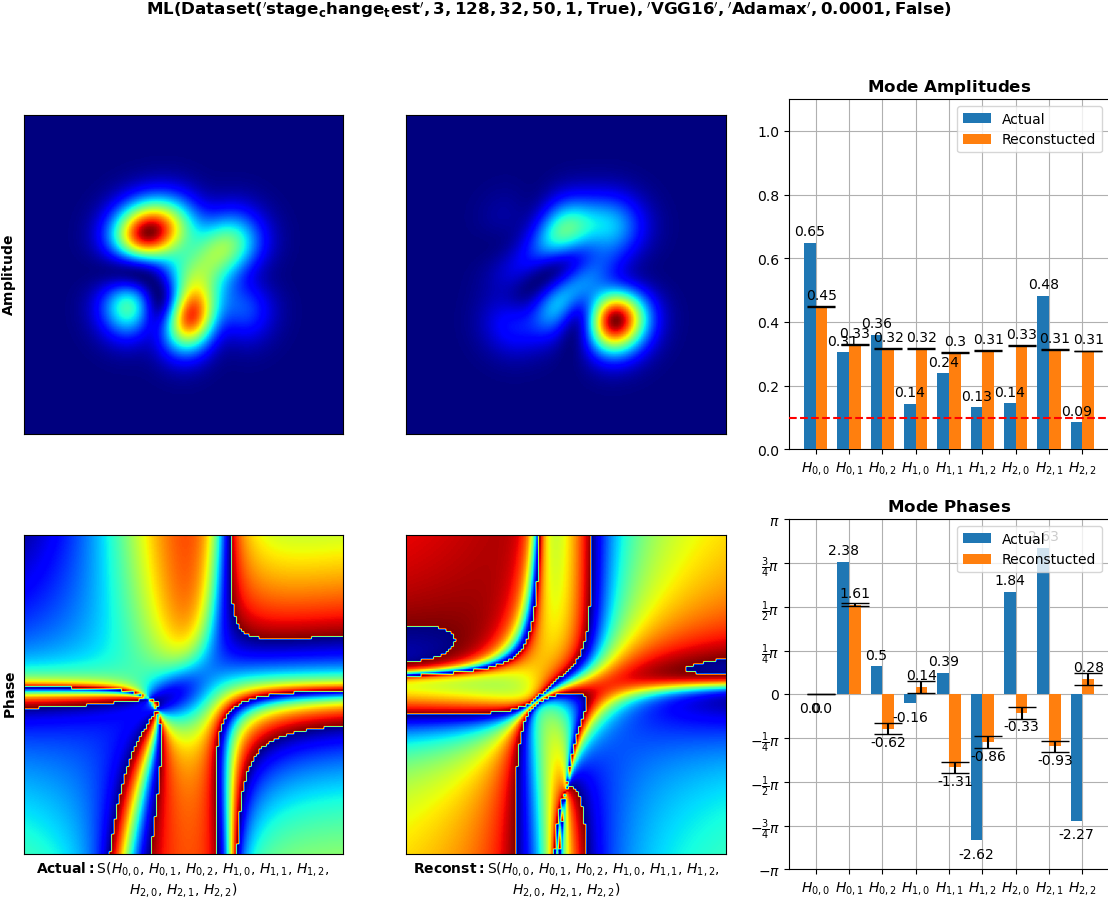 ML(Dataset('stage_change_test', 3, 128, 32, 50, 1, True), 'VGG16', 'Adamax', 0.0001, False)
Amplitude
Mode Amplitudes
Actual
Reconstucted
1.0
0.8
0.6
0.4
0.2
0.0
0.65
0.45
0.31
0.33
0.36
0.32
0.14
0.32
0.24
0.3
0.13
0.31
0.14
0.33
0.48
0.31
0.09
0.31
H0,0 H0,1 H0,2 H1,0 H1,1 H1,2 H2,0 H2,1 H2,2
Phase
Actual: S(H0,0, H0,1, H0,2, H1,0, H1,1, H1,2,
H2,0, H2,1, H2,2)
Reconst: S(H0,0, H0,1, H0,2, H1,0, H1,1, H1,2,
H2,0, H2,1, H2,2)
Mode Phases
Actual
Reconstucted
π
3/4π
1/2π
1/4π
0
−1/4π
−1/2π
−3/4π
−π
0.0
0.0
2.38
1.61
0.5
-0.62
-0.16
0.14
0.39
-1.31
-2.62
-0.86
1.84
-0.33
2.63
-0.93
-2.27
0.28
H0,0 H0,1 H0,2 H1,0 H1,1 H1,2 H2,0 H2,1 H2,2